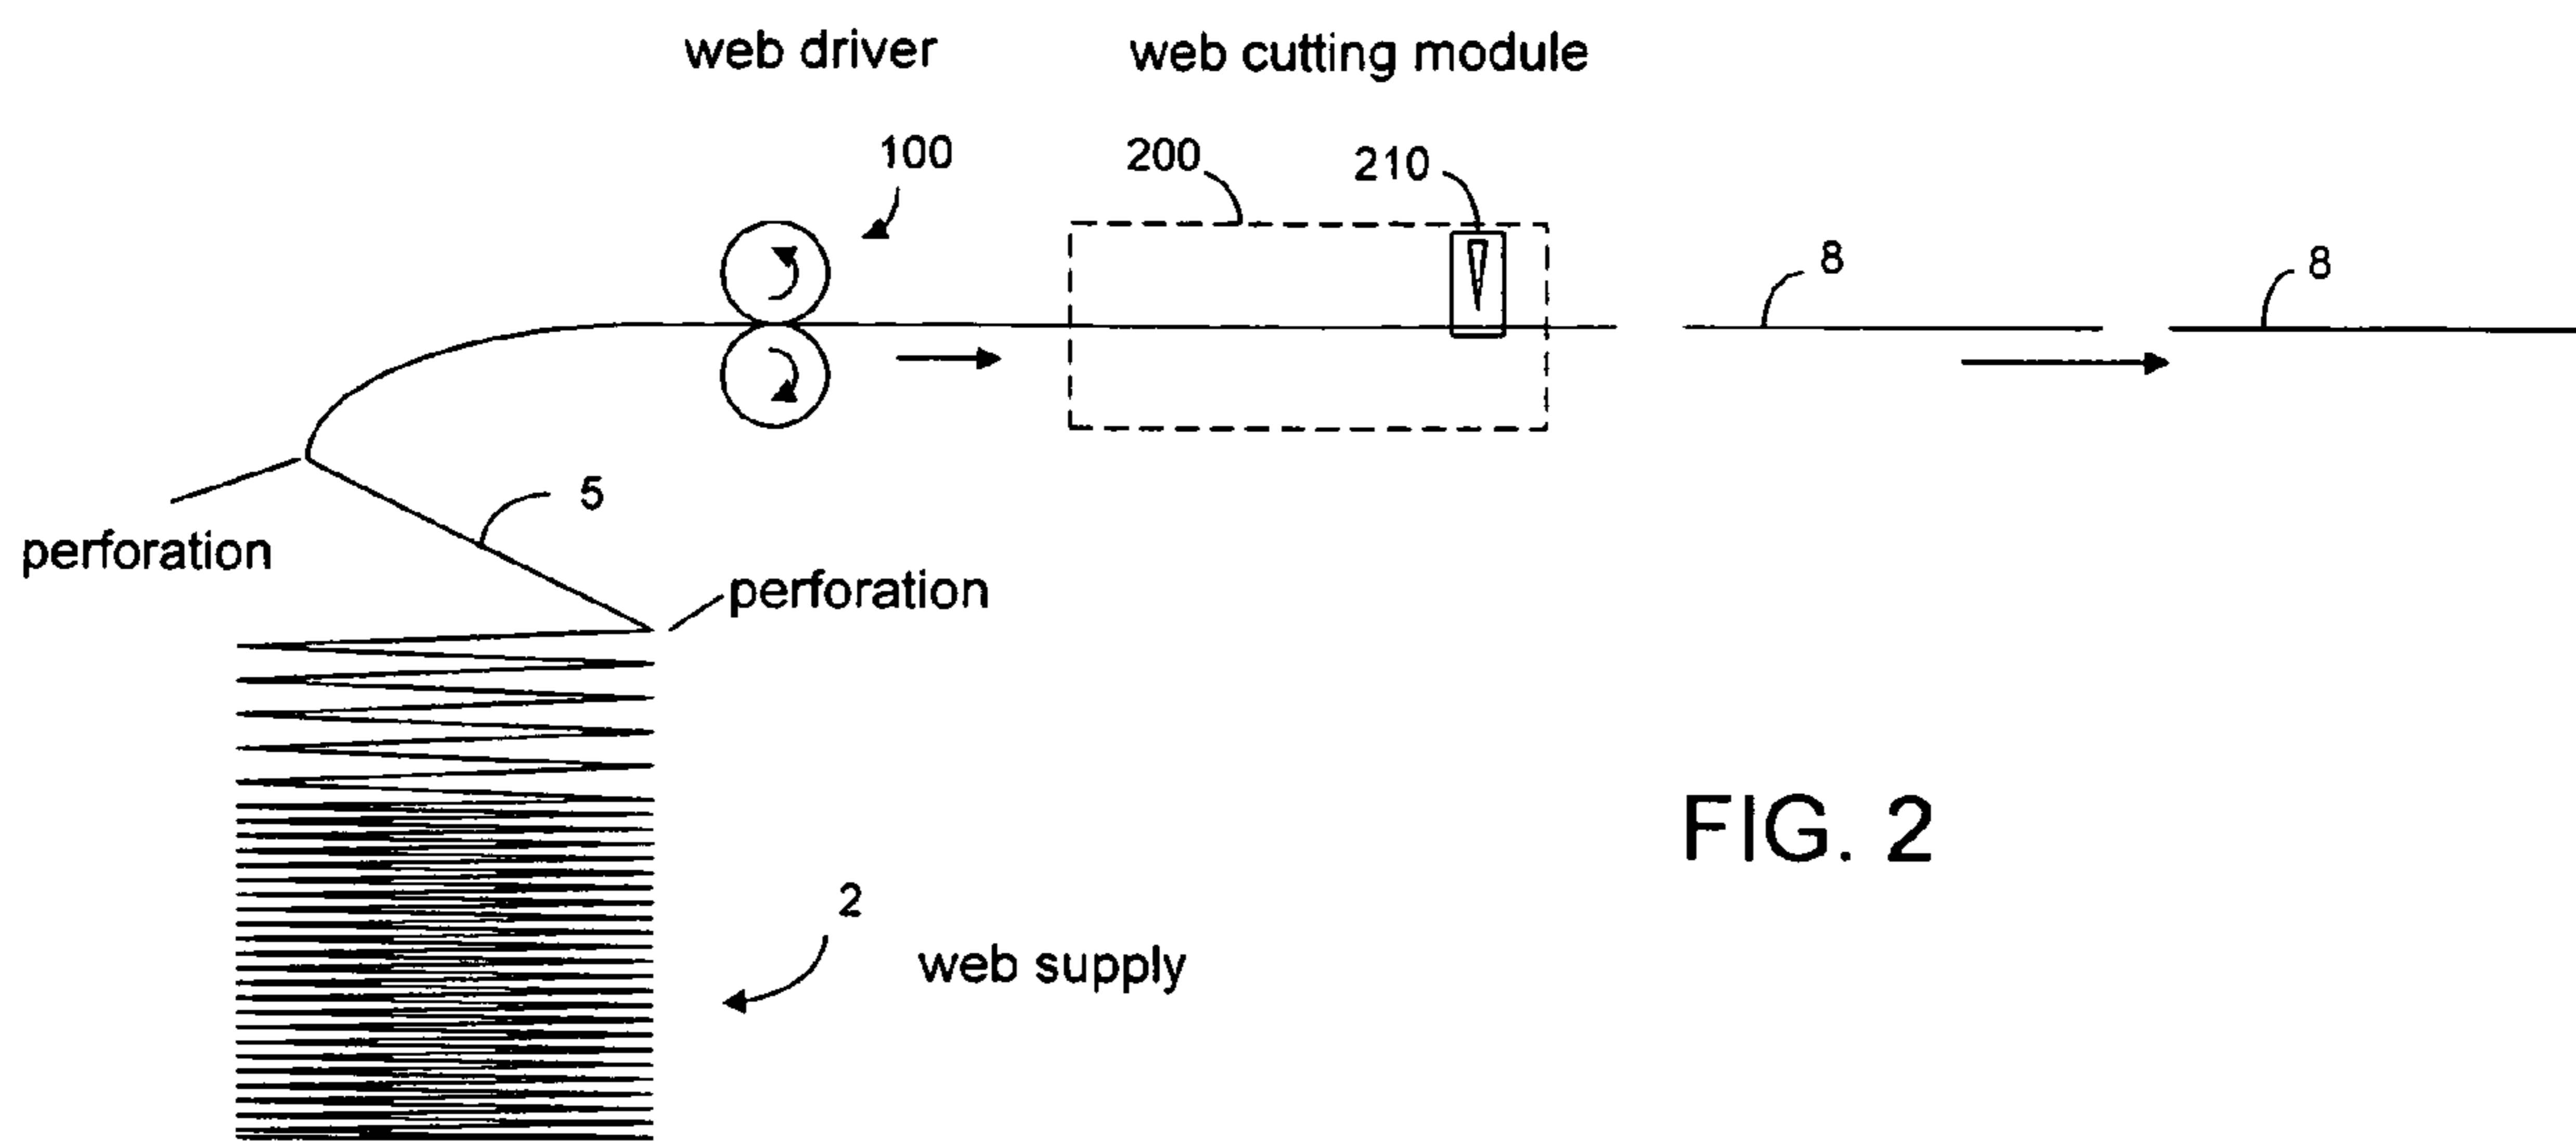 web driver
web cutting module
100
200
210
8
8
5
perforation
perforation
2
web supply
FIG. 2